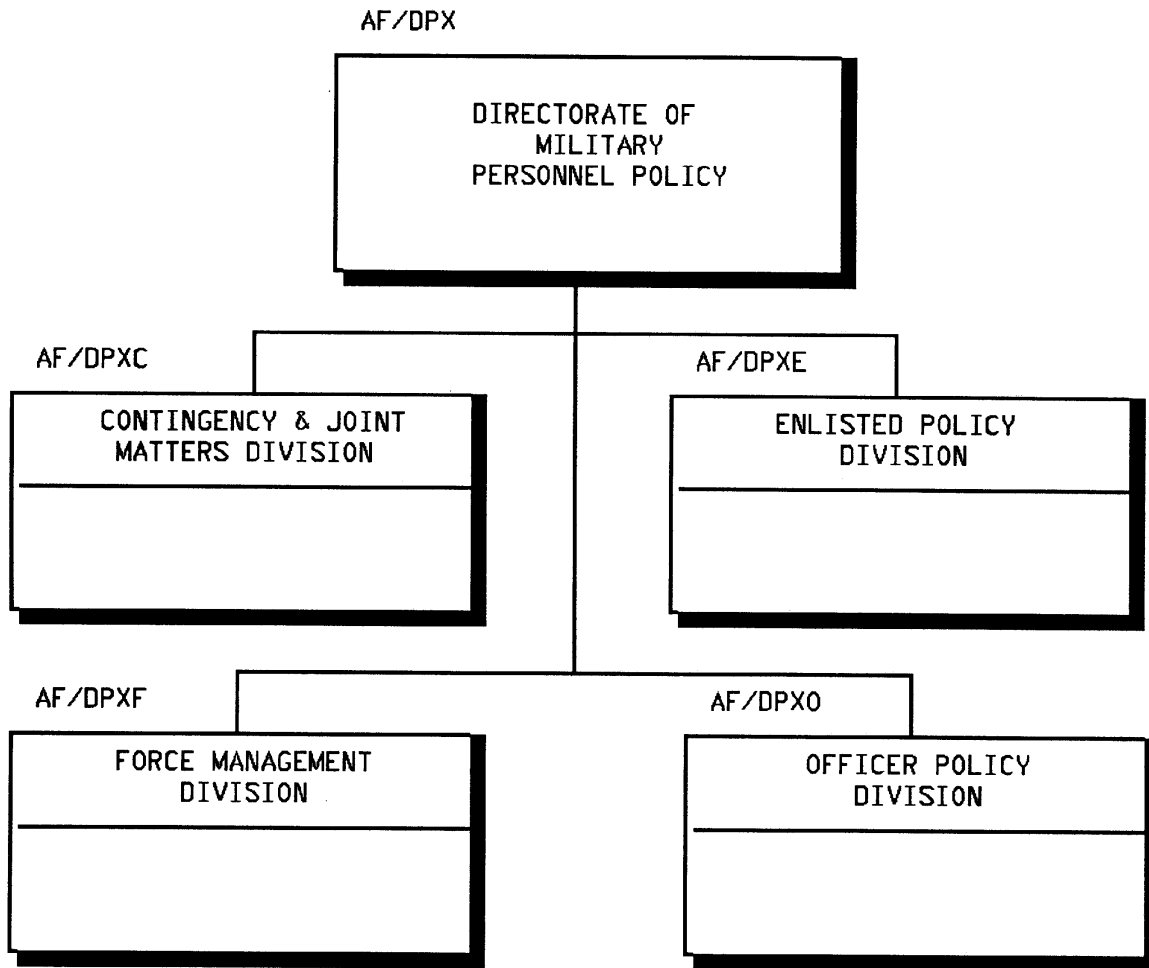 AF/DPX
DIRECTORATE OF
MILITARY
PERSONNEL POLICY
AF/DPXC
CONTINGENCY & JOINT
MATTERS DIVISION
AF/DPXE
ENLISTED POLICY
DIVISION
AF/DPXF
FORCE MANAGEMENT
DIVISION
AF/DPXO
OFFICER POLICY
DIVISION